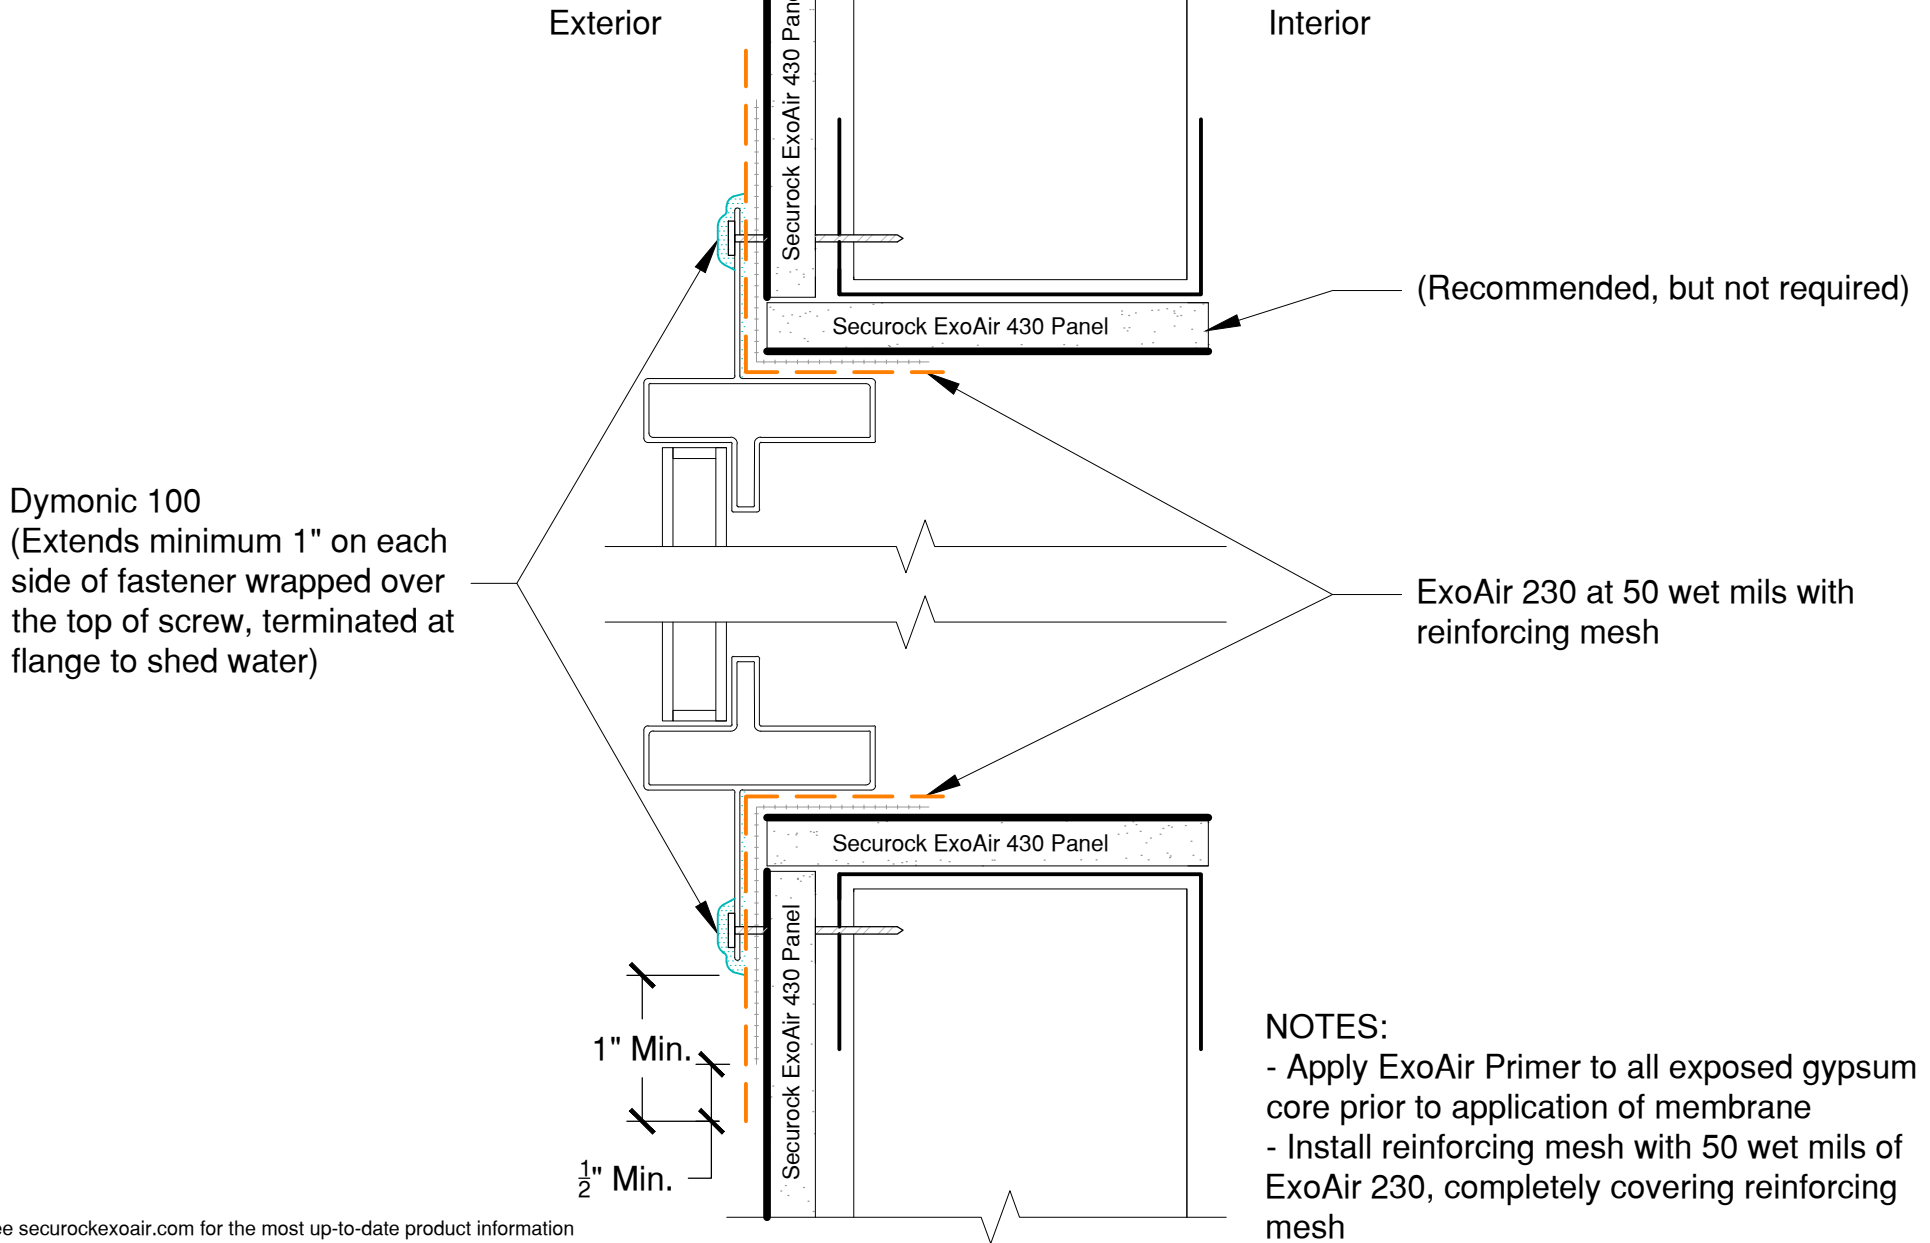 Exterior
Interior
Securock ExoAir 430
(Recommended, but not required)
Securock ExoAir 430 Panel
Dymonic 100
(Extends minimum 1" on each
side of fastener wrapped over
the top of screw, terminated at
flange to shed water)
ExoAir 230 at 50 wet mils with
reinforcing mesh
Securock ExoAir 430 Panel
Securock ExoAir 430 Panel
1" Min.
½" Min.
NOTES:
- Apply ExoAir Primer to all exposed gypsum
core prior to application of membrane
- Install reinforcing mesh with 50 wet mils of
ExoAir 230, completely covering reinforcing
mesh
securockexoair.com for the most up-to-date product information